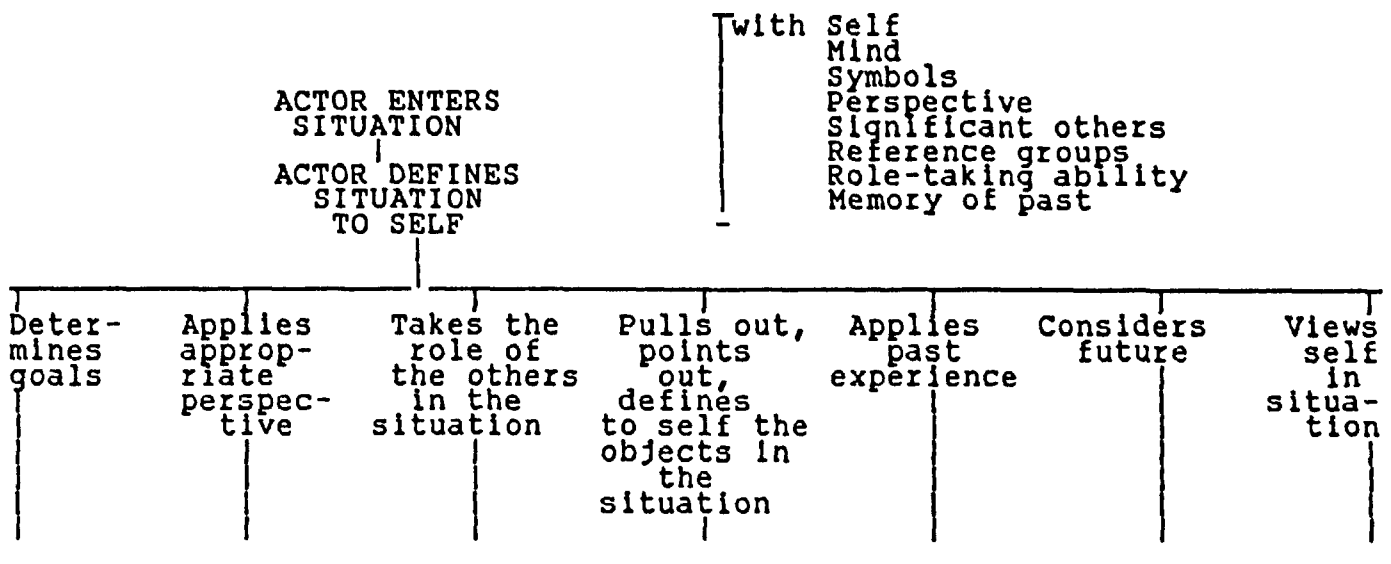 with Self
Mind
Symbols
Perspective
Significant others
Reference groups
Role-taking ability
Memory of past
ACTOR ENTERS
SITUATION
ACTOR DEFINES
SITUATION
TO SELF
Deter-
mines
goals
Applies
approp-
riate
perspec-
tive
Takes the
role of
the others
in the
situation
Pulls out,
points
out,
defines
to self the
objects in
the
situation
Applies
past
experience
Considers
future
Views
self
in
situa-
tion